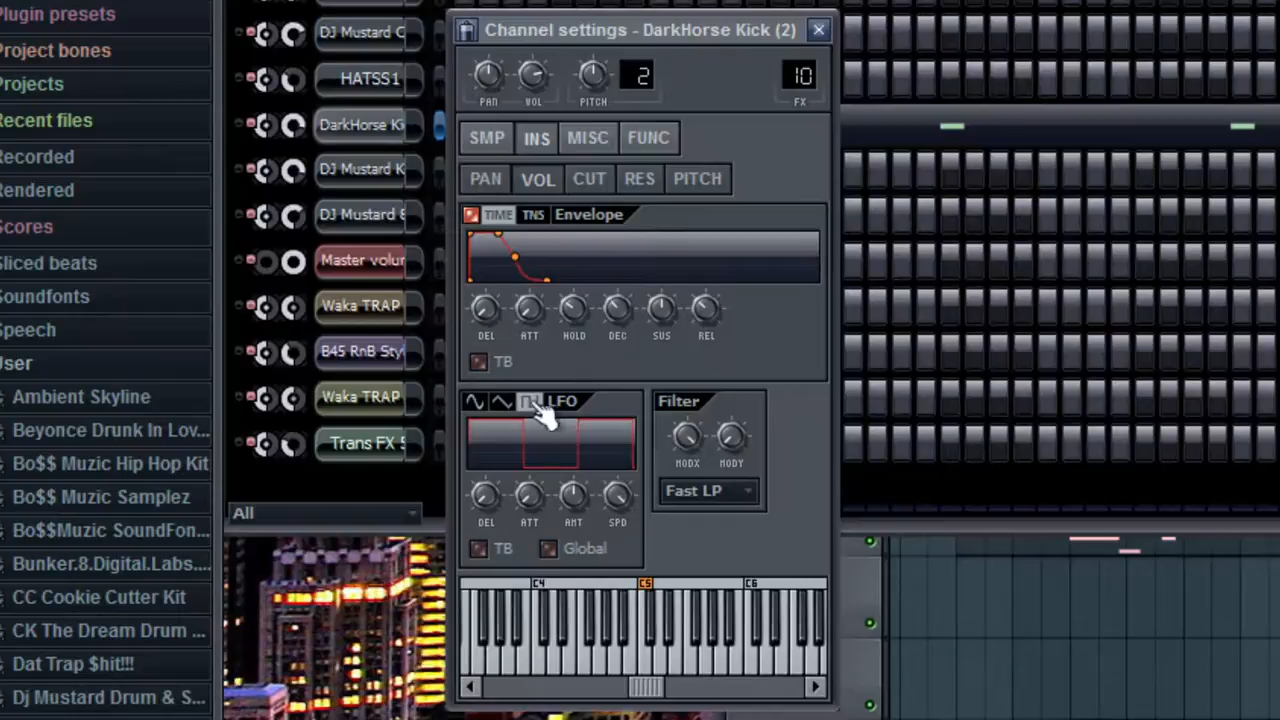 Plugin presets
Project bones
Projects
Recent files
Recorded
Rendered
Scores
Sliced beats
Soundfonts
Speech
User
Ambient Skyline
Beyonce Drunk In Lov...
Bo$$ Muzic Hip Hop Kit
Bo$$ Muzic Samplez
Bo$$Muzic SoundFon...
Bunker.8.Digital.Labs....
CC Cookie Cutter Kit
CK The Dream Drum ...
Dat Trap $hit!!!
Dj Mustard Drum & S...
DJ Mustard C
HATSS1
DarkHorse Ki
DJ Mustard K
DJ Mustard 8
Master volur
Waka TRAP
B45 RnB Sty
Waka TRAP
Trans FX 5
All
Channel settings - DarkHorse Kick (2)
2
10
PAN VOL PITCH FX
SMP INS MISC FUNC
PAN VOL CUT RES PITCH
TIME TNS Envelope
DEL ATT HOLD DEC SUS REL
TB
LFO
DEL ATT AMT SPD
TB Global
Filter
MODX MODY
Fast LP
C4 C5 C6